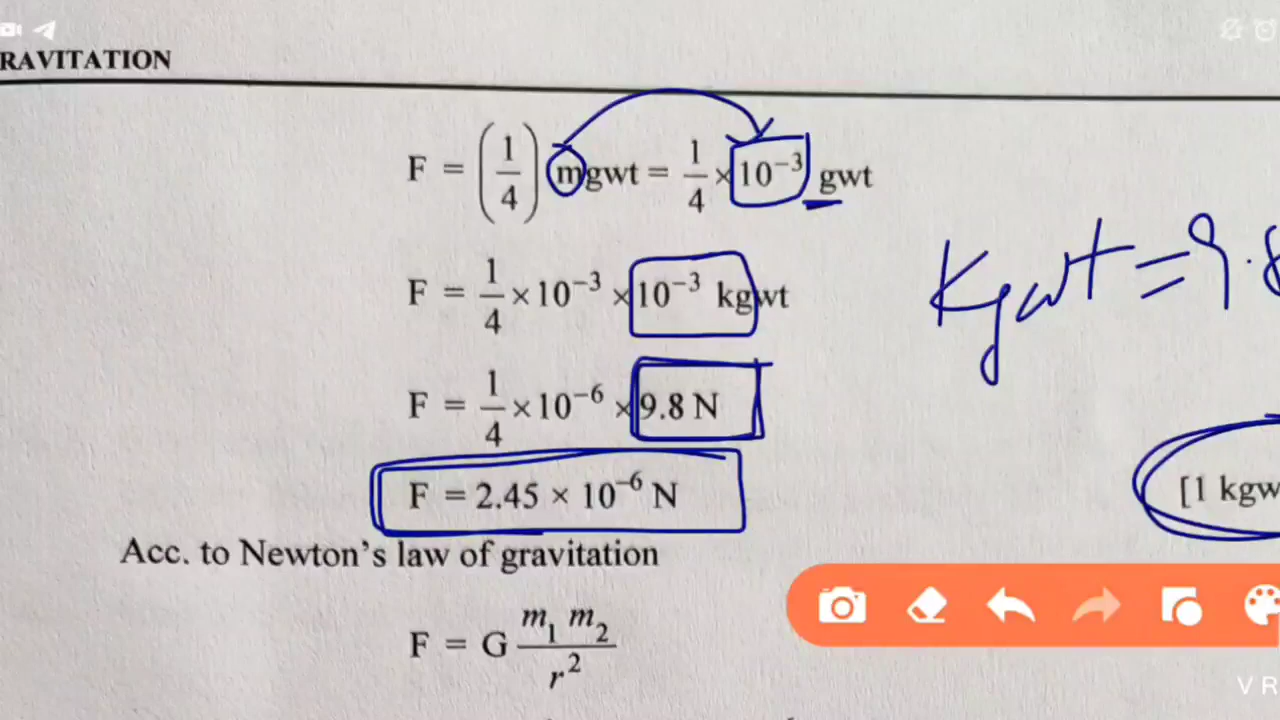 RAVITATION
F = (1/4) mgwt = 1/4 × 10⁻³ gwt
F = 1/4 × 10⁻³ × 10⁻³ kgwt
Kgwt = 9.8
F = 1/4 × 10⁻⁶ × 9.8 N
F = 2.45 × 10⁻⁶ N
[1 kgw
Acc. to Newton's law of gravitation
F = G m₁ m₂ / r²
V R